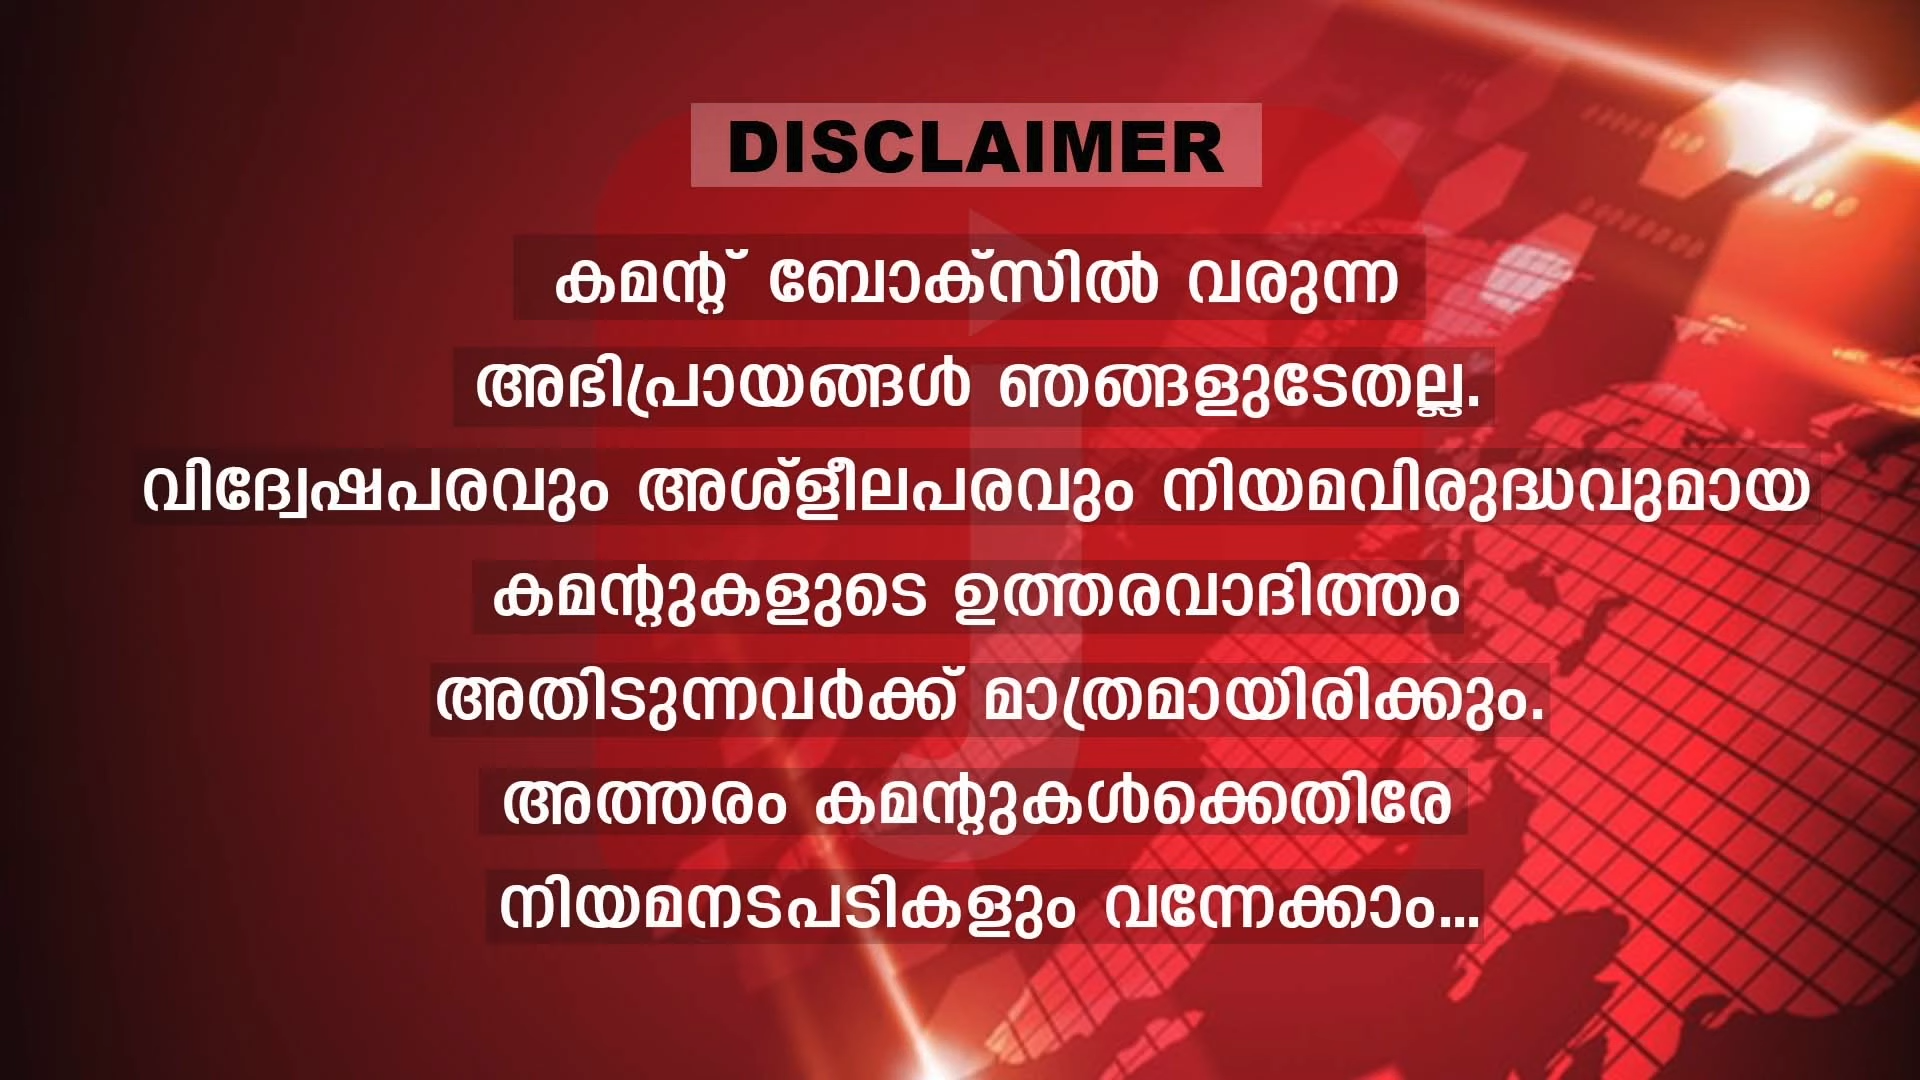 DISCLAIMER
കമന്റ് ബോക്സിൽ വരുന്ന
അഭിപ്രായങ്ങൾ ഞങ്ങളുടേതല്ല.
വിദ്വേഷപരവും അശ്ളീലപരവും നിയമവിരുദ്ധവുമായ
കമന്റുകളുടെ ഉത്തരവാദിത്തം
അതിടുന്നവർക്ക് മാത്രമായിരിക്കും.
അത്തരം കമന്റുകൾക്കെതിരേ
നിയമനടപടികളും വന്നേക്കാം...